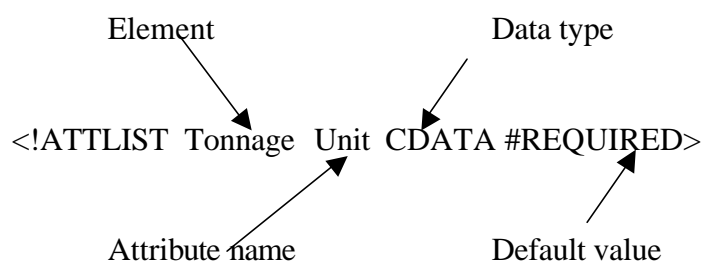 Element Data type
<!ATTLIST Tonnage Unit CDATA #REQUIRED>
Attribute name Default value